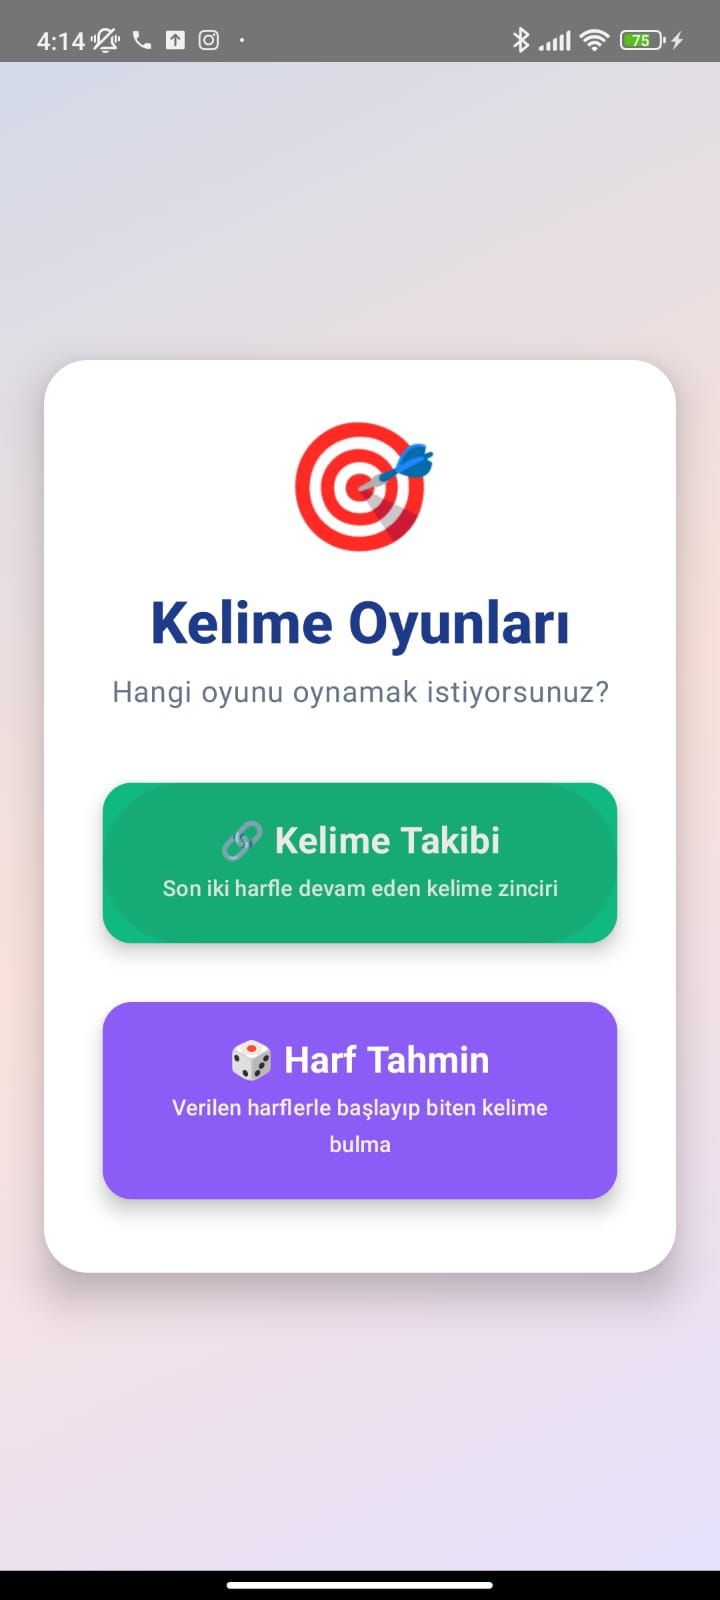 4:14
75
Kelime Oyunları
Hangi oyunu oynamak istiyorsunuz?
Kelime Takibi
Son iki harfle devam eden kelime zinciri
Harf Tahmin
Verilen harflerle başlayıp biten kelime
bulma